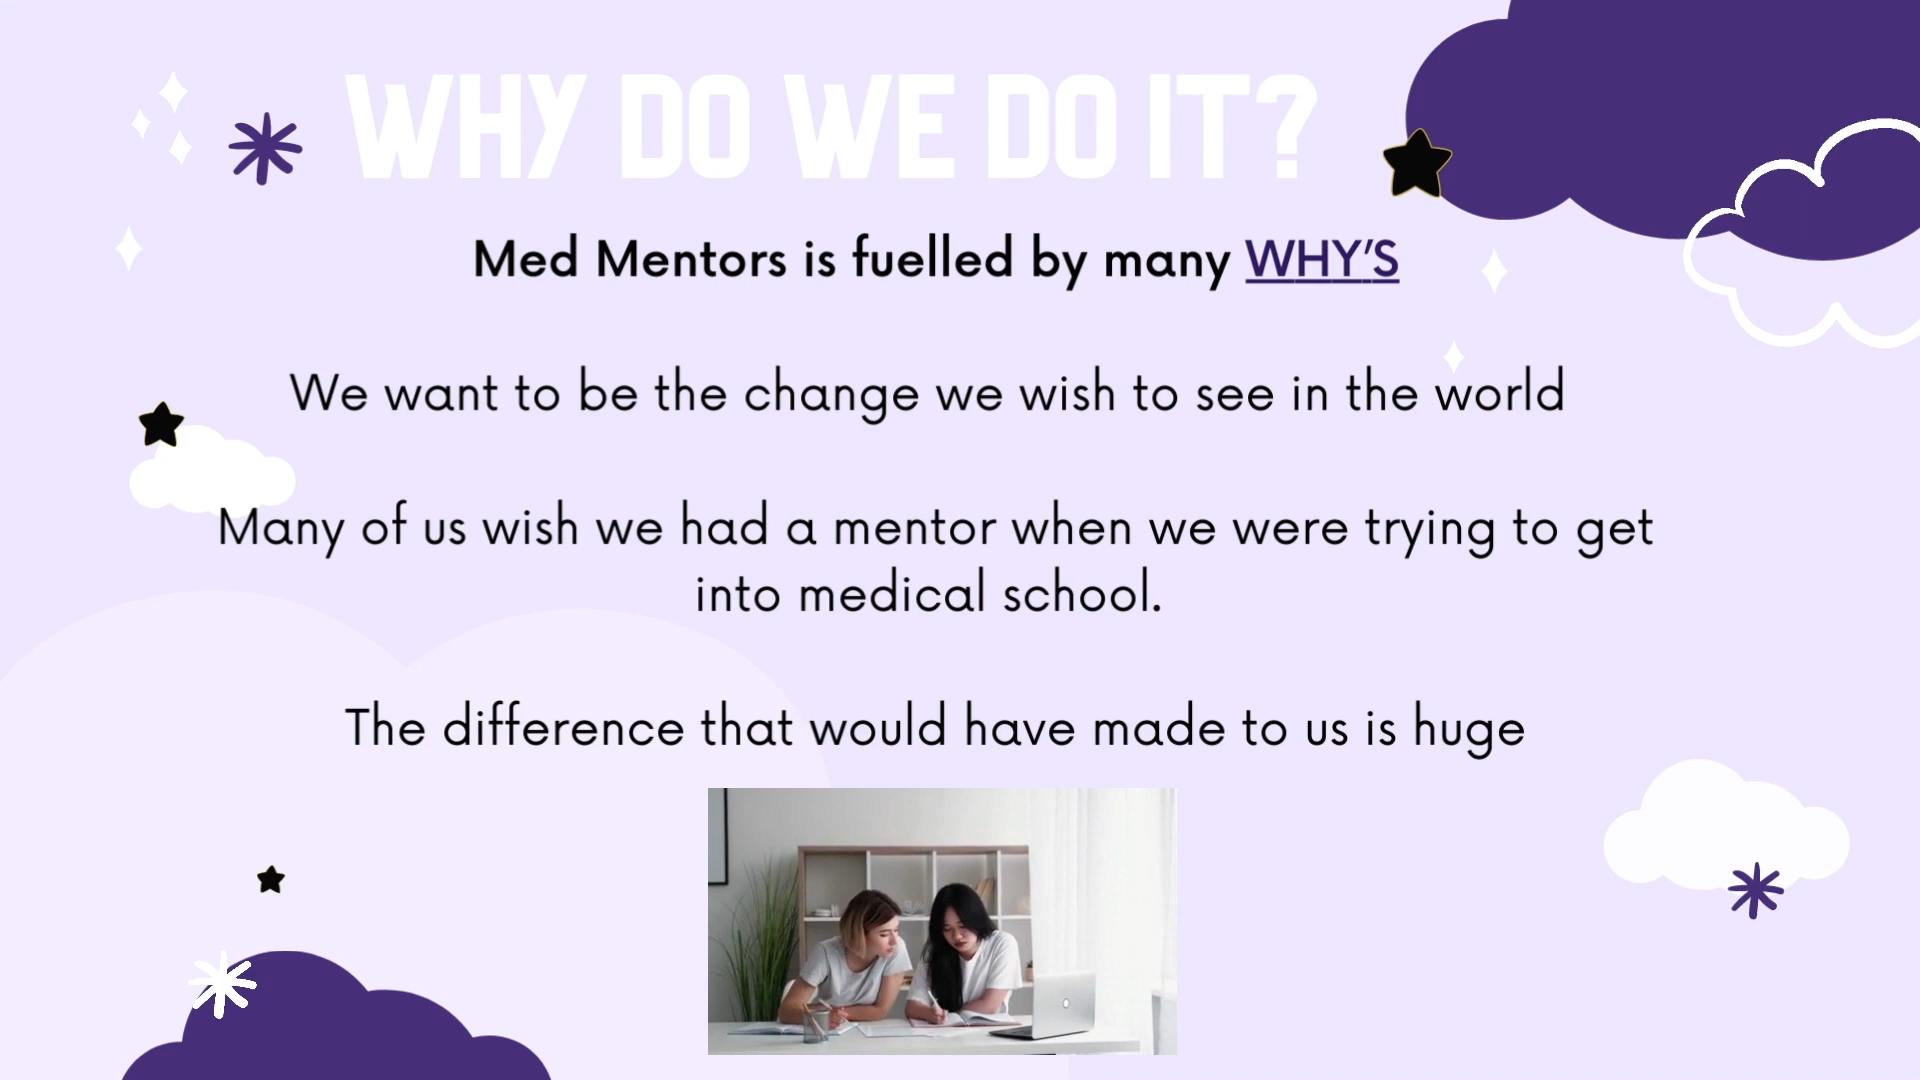 WHY DO WE DO IT?
Med Mentors is fuelled by many WHY’S
We want to be the change we wish to see in the world
Many of us wish we had a mentor when we were trying to get
into medical school.
The difference that would have made to us is huge